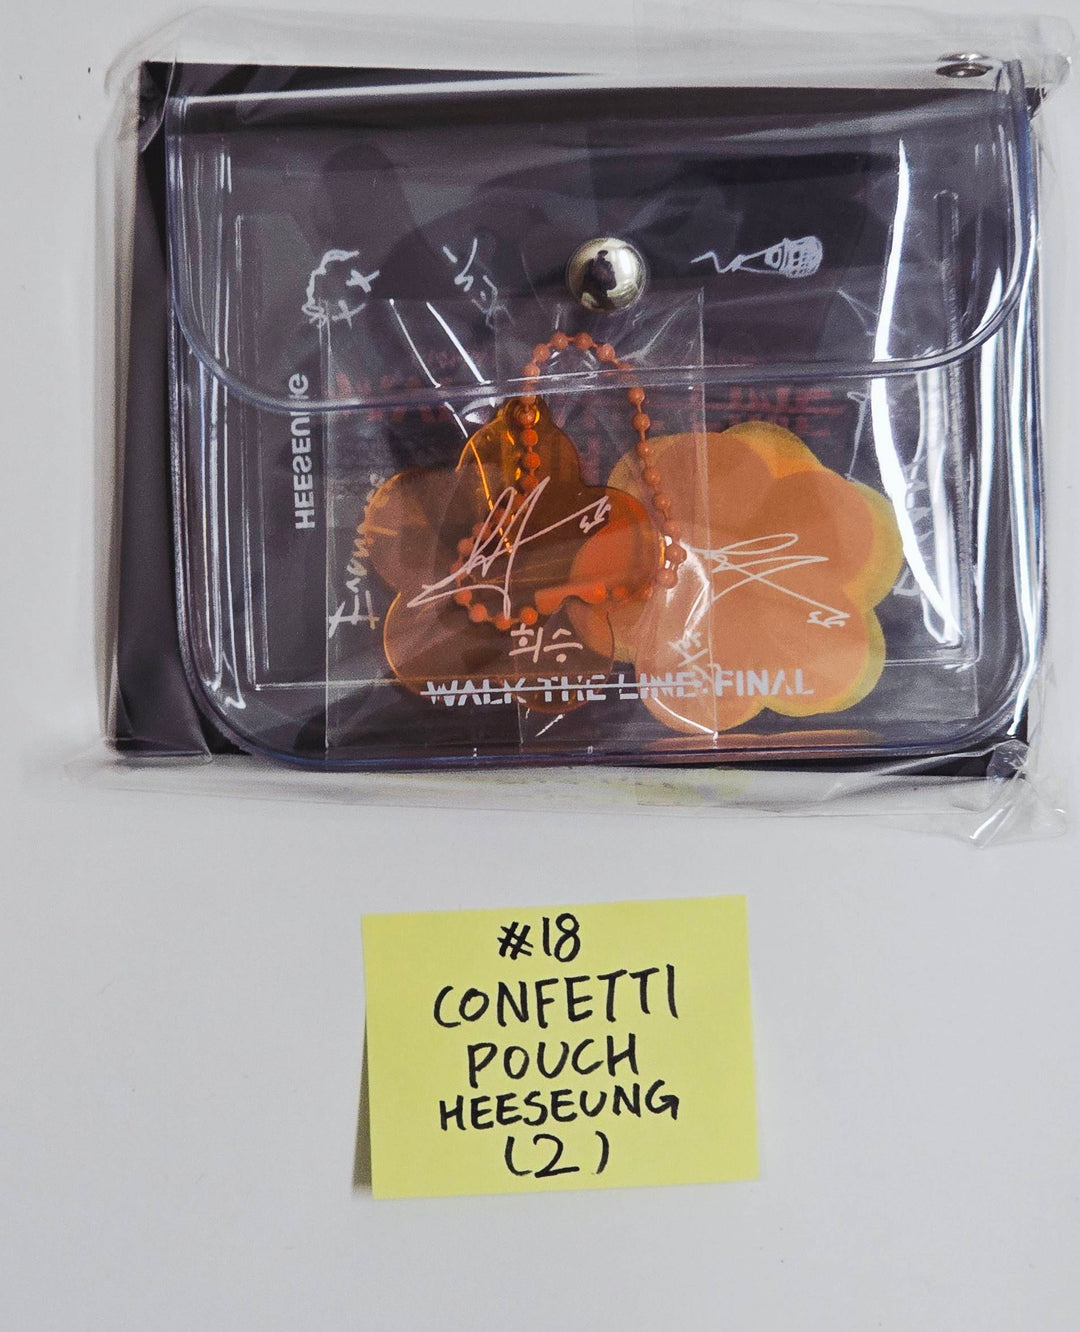 HEESEUNG
희승
WALK THE LINE: FINAL
#18
CONFETTI
POUCH
HEESEUNG
(2)